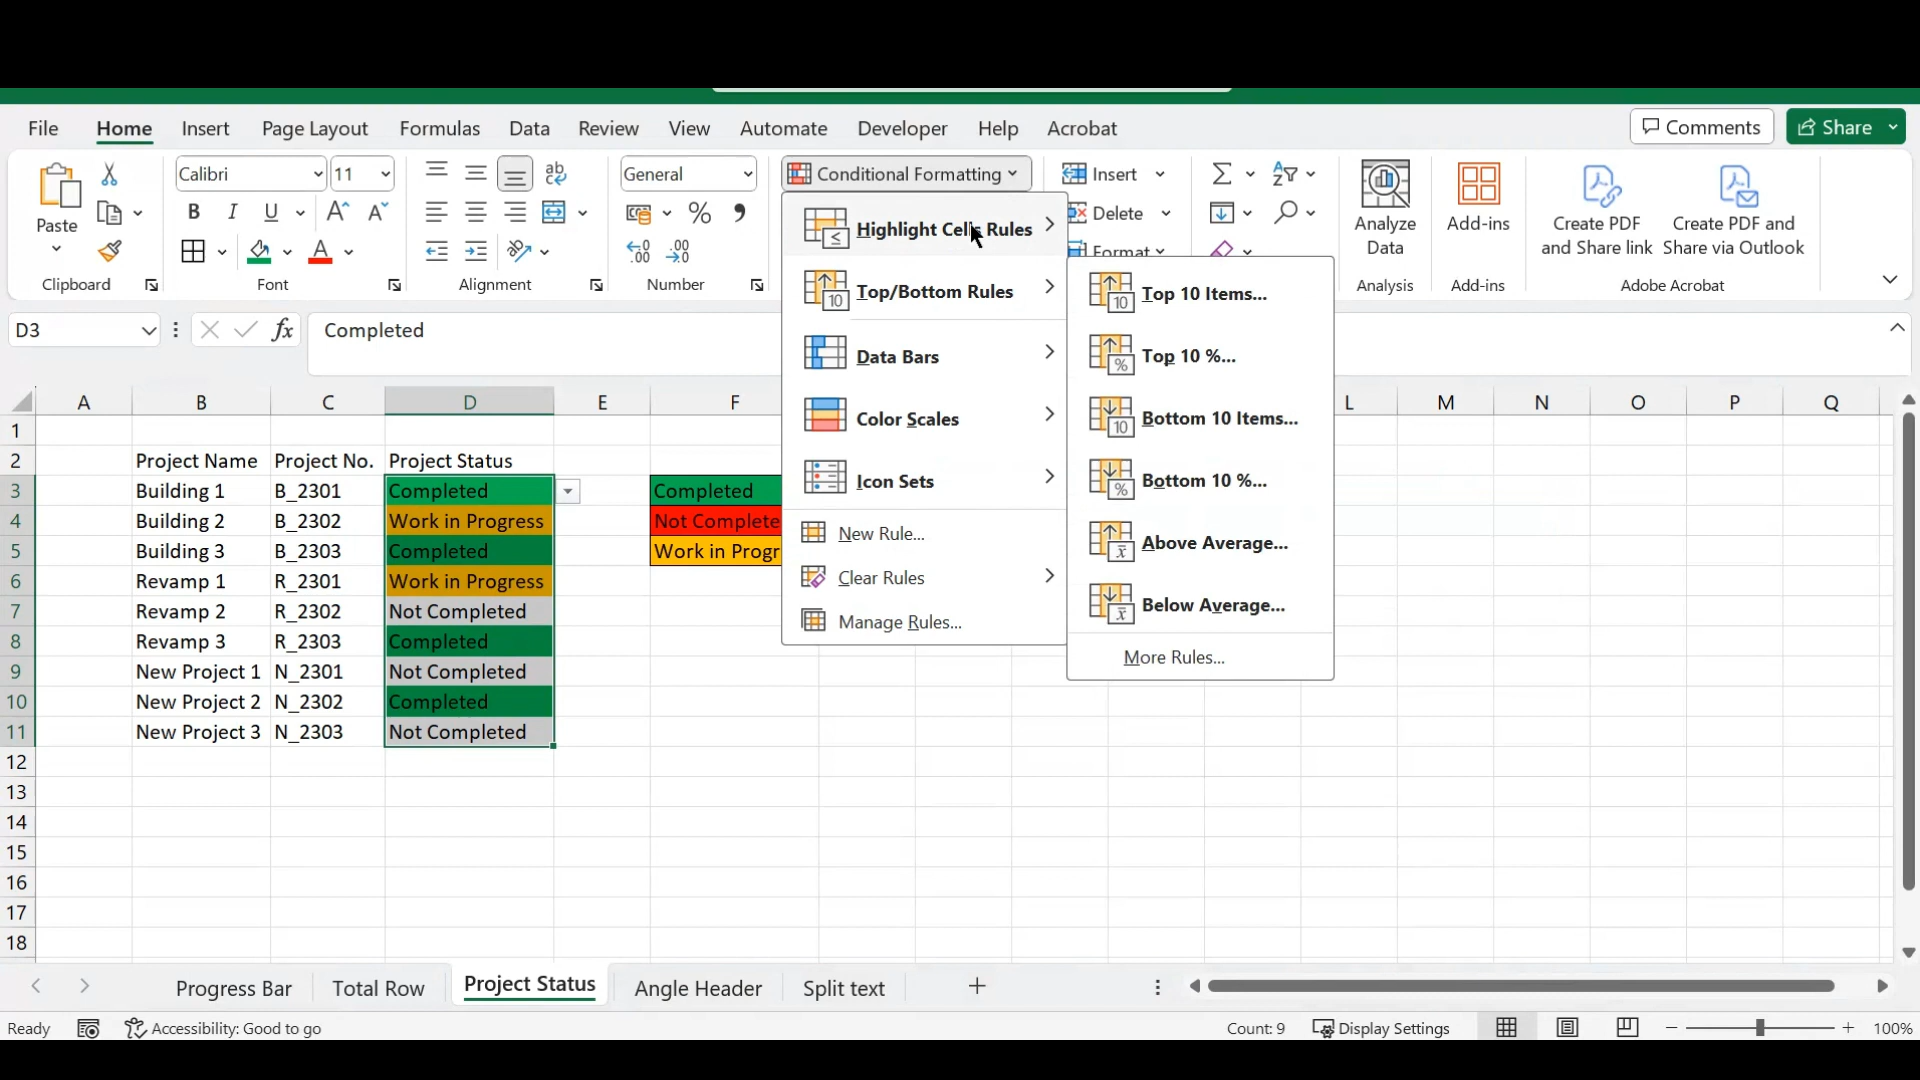 File Home Insert Page Layout Formulas Data Review View Automate Developer Help Acrobat Comments Share
Calibri 11 General Conditional Formatting Insert
Paste B I U % Delete Analyze Data Add-ins Create PDF and Share link Create PDF and Share via Outlook
Format
Clipboard Font Alignment Number Analysis Add-ins Adobe Acrobat
Highlight Cells Rules
Top/Bottom Rules
Data Bars
Color Scales
Icon Sets
New Rule...
Clear Rules
Manage Rules...
Top 10 Items...
Top 10 %...
Bottom 10 Items...
Bottom 10 %...
Above Average...
Below Average...
More Rules...
D3 fx Completed
A B C D E F L M N O P Q
1
2 Project Name Project No. Project Status
3 Building 1 B_2301 Completed Completed
4 Building 2 B_2302 Work in Progress Not Complete
5 Building 3 B_2303 Completed Work in Progr
6 Revamp 1 R_2301 Work in Progress
7 Revamp 2 R_2302 Not Completed
8 Revamp 3 R_2303 Completed
9 New Project 1 N_2301 Not Completed
10 New Project 2 N_2302 Completed
11 New Project 3 N_2303 Not Completed
12
13
14
15
16
17
18
Progress Bar Total Row Project Status Angle Header Split text
Ready Accessibility: Good to go Count: 9 Display Settings 100%